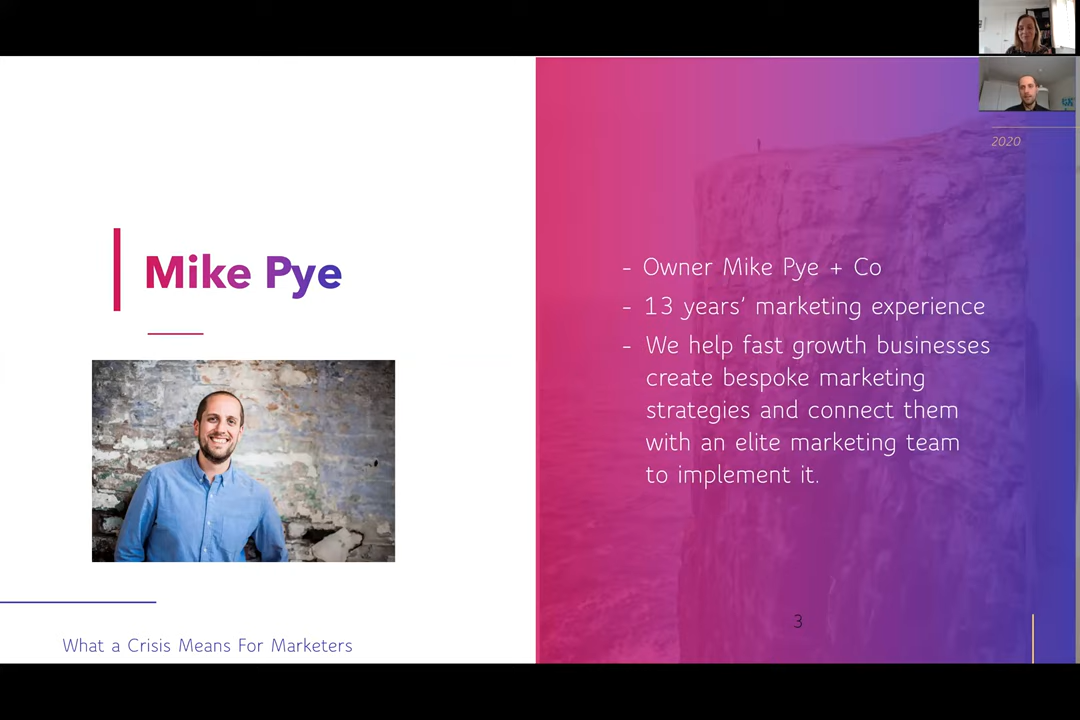 Mike Pye
What a Crisis Means For Marketers
2020
- Owner Mike Pye + Co
- 13 years’ marketing experience
- We help fast growth businesses
create bespoke marketing
strategies and connect them
with an elite marketing team
to implement it.
3